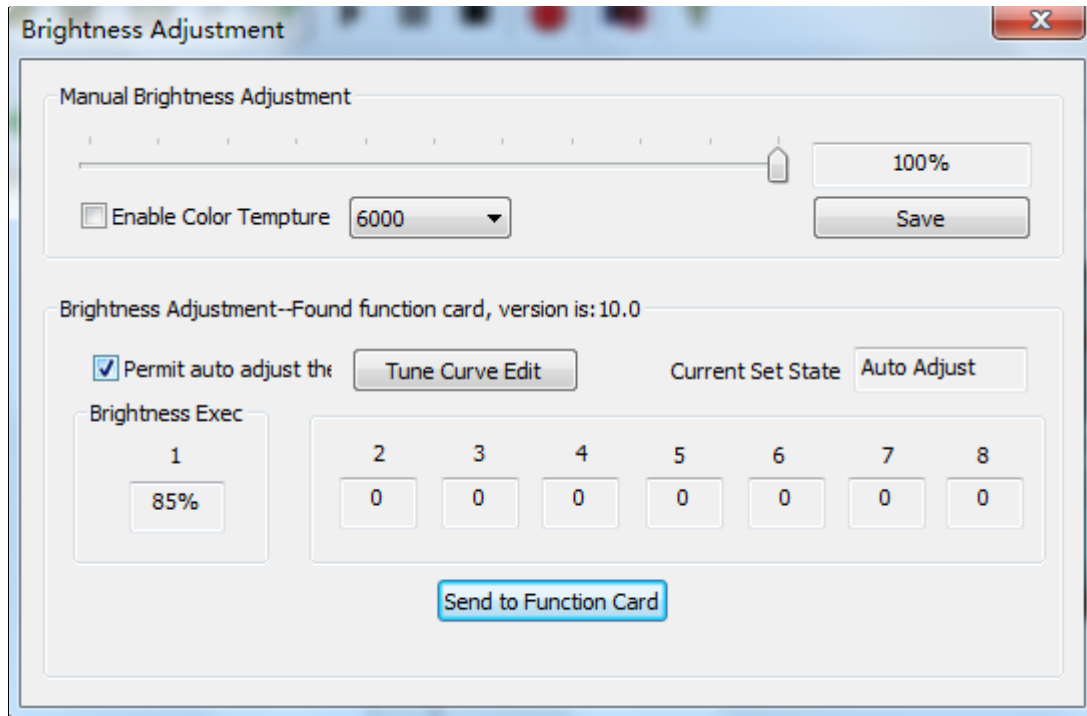 Brightness Adjustment
Manual Brightness Adjustment
100%
Enable Color Tempture 6000 Save
Brightness Adjustment--Found function card, version is:10.0
Permit auto adjust the Tune Curve Edit Current Set State Auto Adjust
Brightness Exec
1 2 3 4 5 6 7 8
85% 0 0 0 0 0 0 0
Send to Function Card